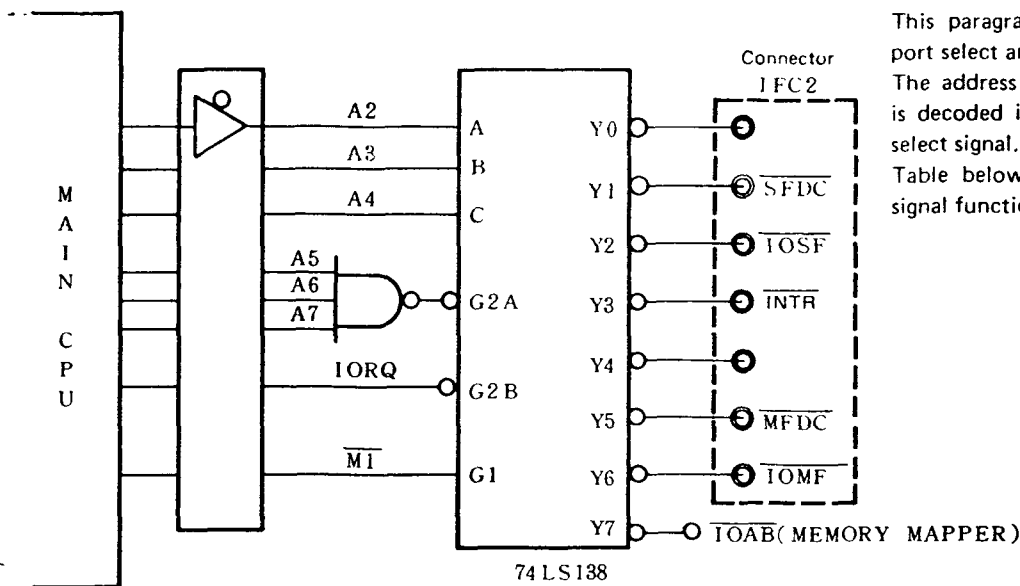 This paragra
port select a
The address
is decoded i
select signal.
Table below
signal functi
Connector
IFC2
MAIN CPU
A2
A3
A4
A5
A6
A7
IORQ
M1
A
B
C
G2A
G2B
G1
Y0
Y1
Y2
Y3
Y4
Y5
Y6
Y7
SFDC
IOSF
INTR
MFDC
IOMF
IOAB(MEMORY MAPPER)
74LS138